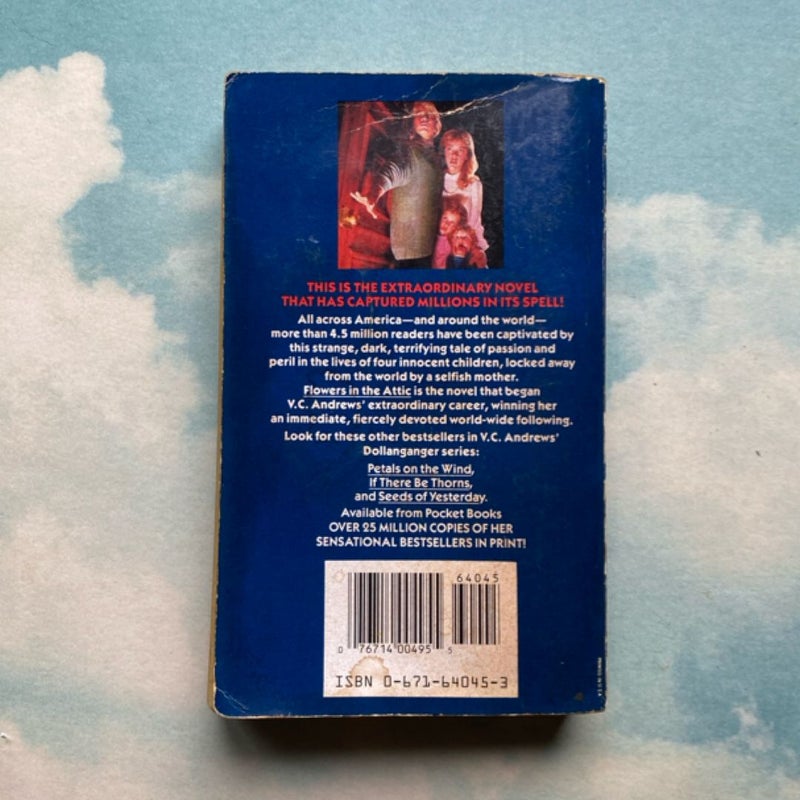 THIS IS THE EXTRAORDINARY NOVEL
THAT HAS CAPTURED MILLIONS IN ITS SPELL!
All across America—and around the world—
more than 4.5 million readers have been captivated by
this strange, dark, terrifying tale of passion and
peril in the lives of four innocent children, locked away
from the world by a selfish mother.
Flowers in the Attic is the novel that began
V.C. Andrews' extraordinary career, winning her
an immediate, fiercely devoted world-wide following.
Look for these other bestsellers in V.C. Andrews'
Dollanganger series:
Petals on the Wind,
If There Be Thorns,
and Seeds of Yesterday.
Available from Pocket Books
OVER 25 MILLION COPIES OF HER
SENSATIONAL BESTSELLERS IN PRINT!
64045
0 76714 00495 5
ISBN 0-671-64045-3
PRINTED IN U.S.A.